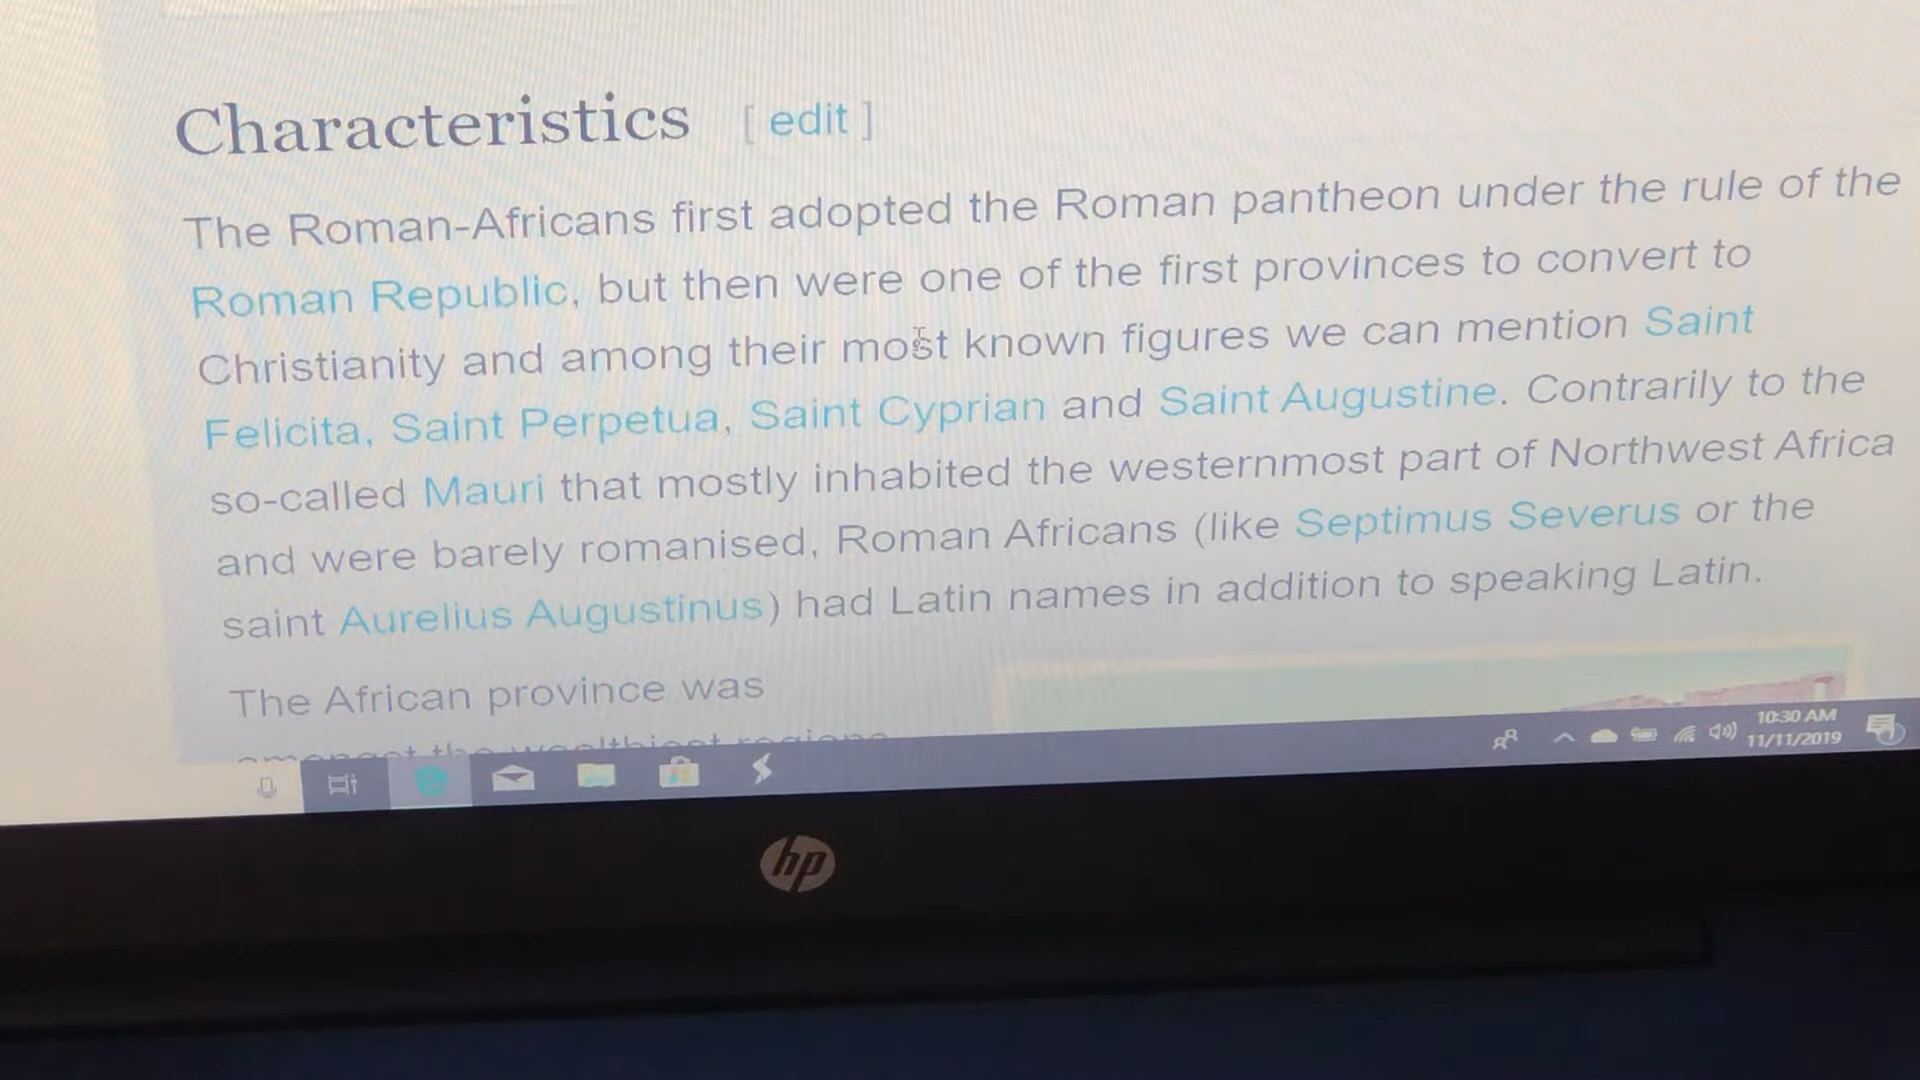 Characteristics [ edit ]
The Roman-Africans first adopted the Roman pantheon under the rule of the
Roman Republic, but then were one of the first provinces to convert to
Christianity and among their most known figures we can mention Saint
Felicita, Saint Perpetua, Saint Cyprian and Saint Augustine. Contrarily to the
so-called Mauri that mostly inhabited the westernmost part of Northwest Africa
and were barely romanised, Roman Africans (like Septimus Severus or the
saint Aurelius Augustinus) had Latin names in addition to speaking Latin.
The African province was
amongst the wealthiest regions
10:30 AM
11/11/2019
hp